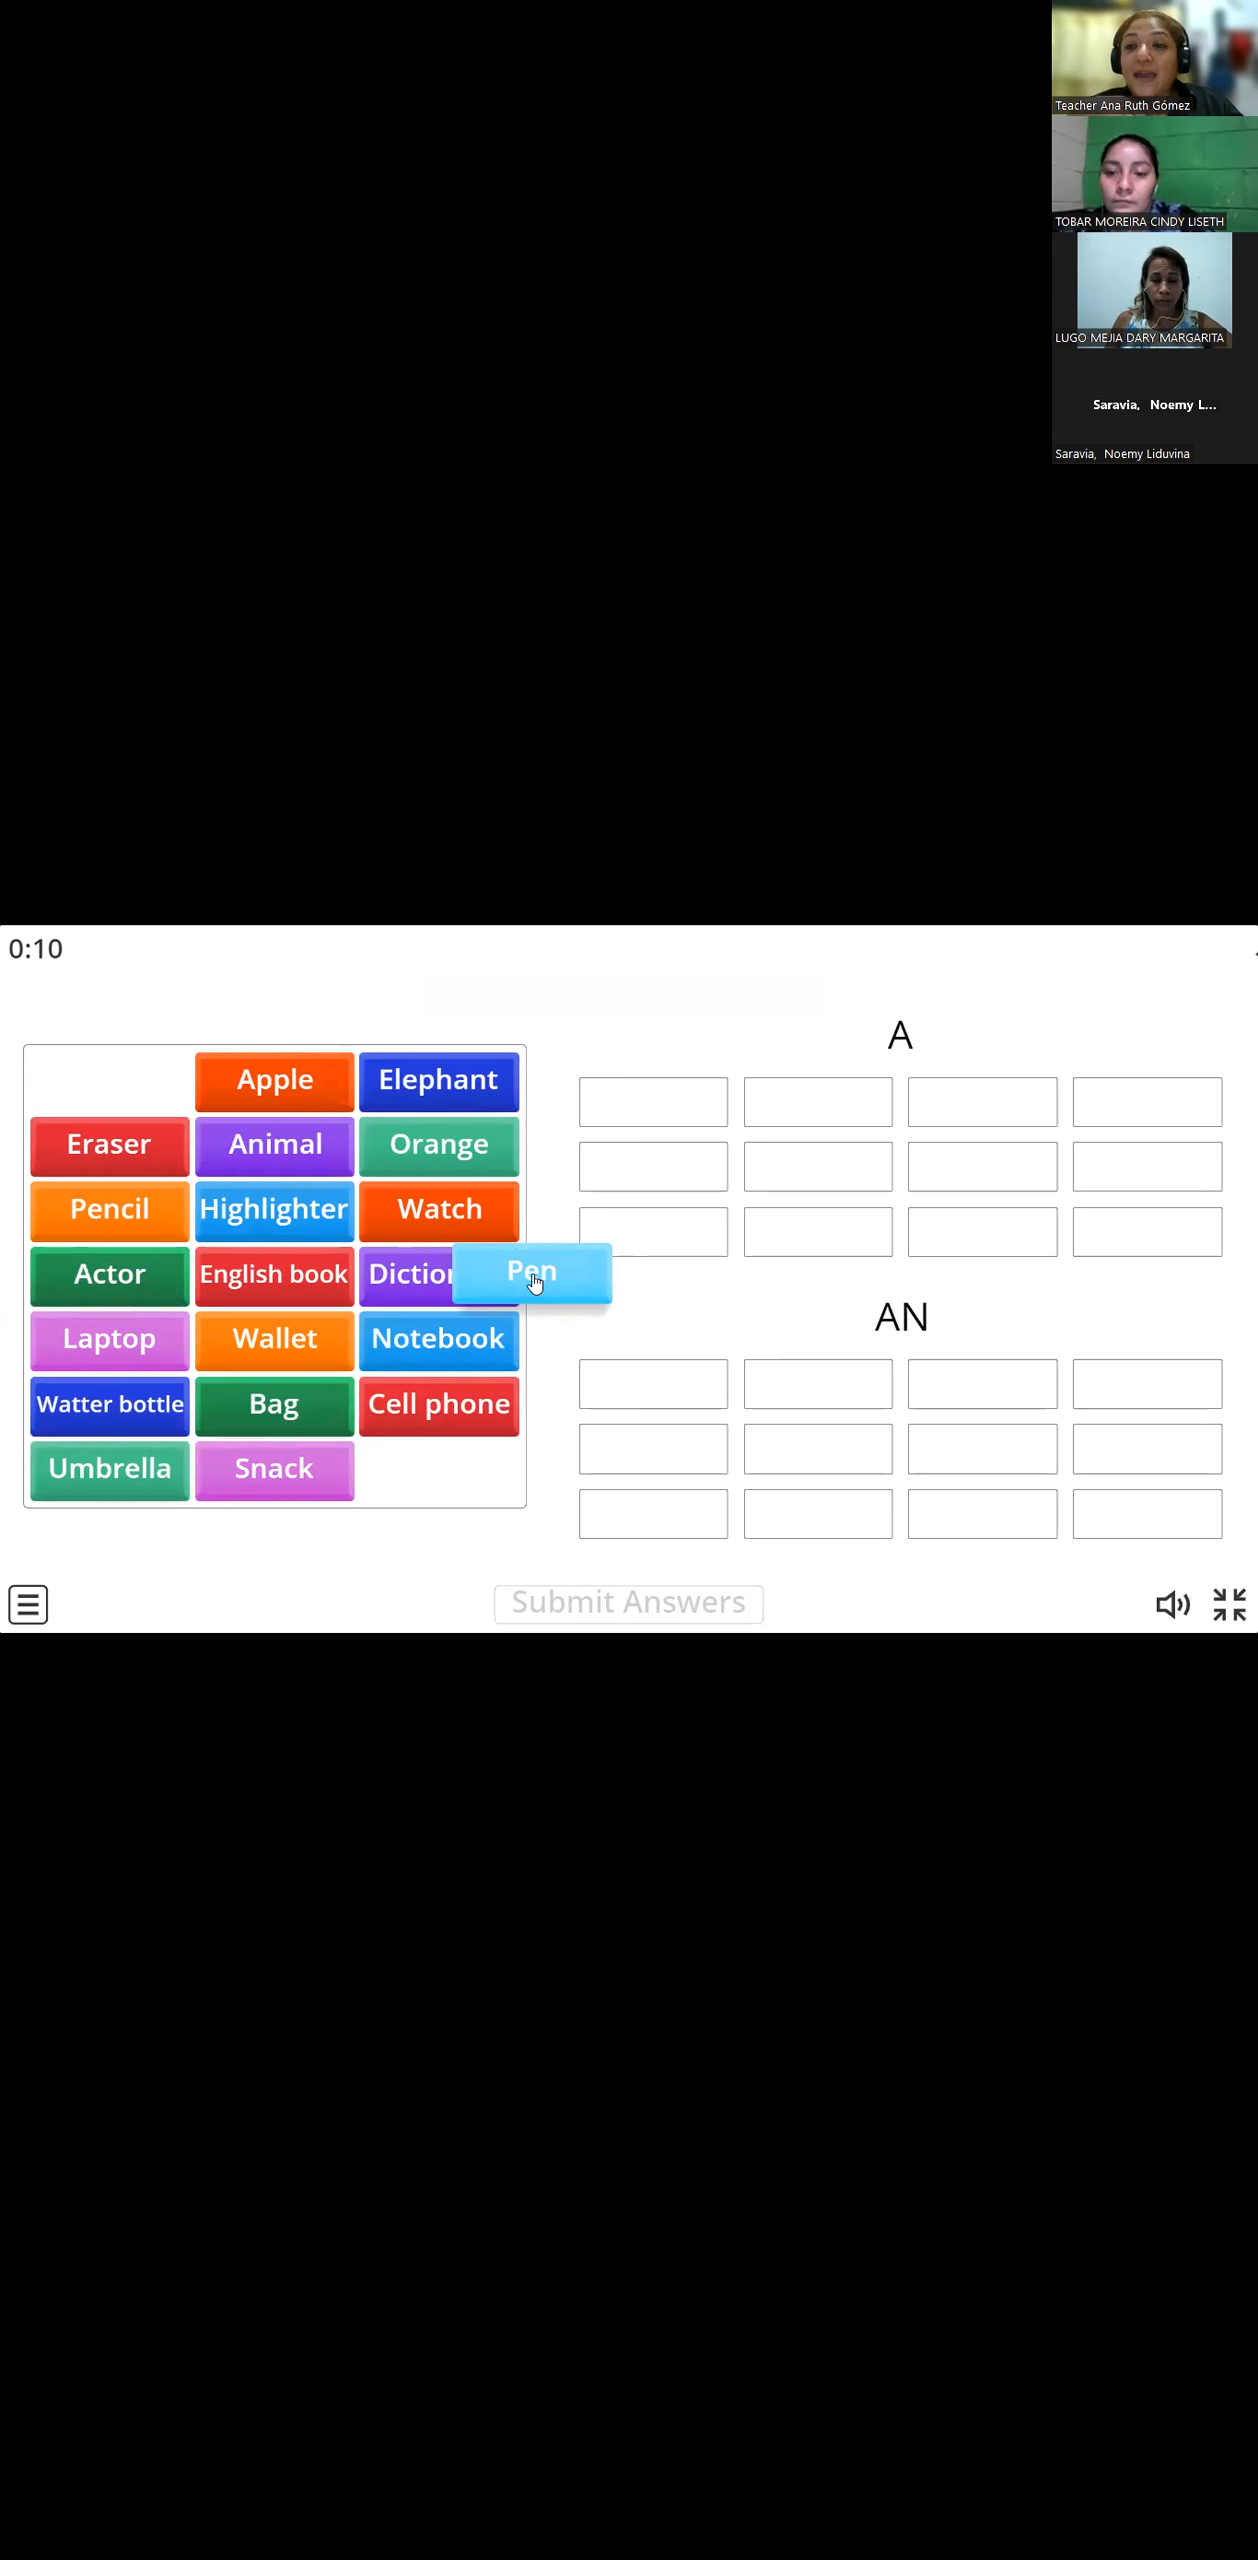 Teacher Ana Ruth Gómez
TOBAR MOREIRA CINDY LISETH
LUGO MEJIA DARY MARGARITA
Saravia, Noemy L...
Saravia, Noemy Liduvina
0:10
A
Apple Elephant
Eraser Animal Orange
Pencil Highlighter Watch
Actor English book Diction Pen
AN
Laptop Wallet Notebook
Watter bottle Bag Cell phone
Umbrella Snack
Submit Answers